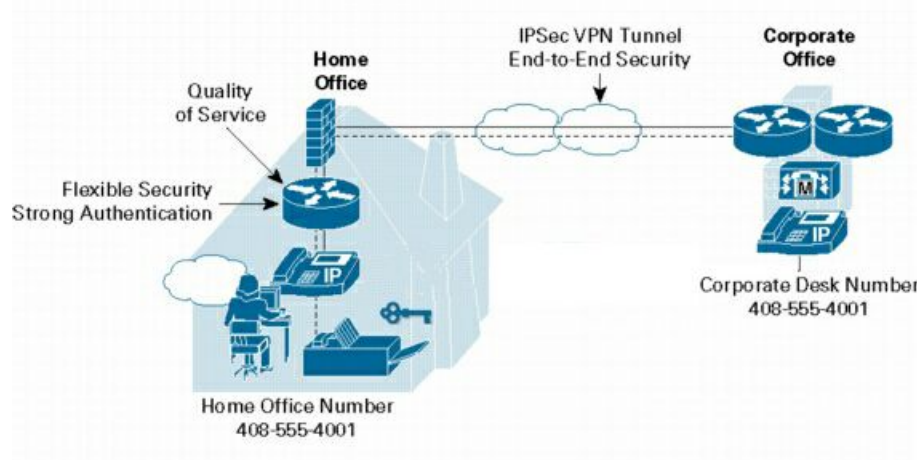 IPSec VPN Tunnel
End-to-End Security
Corporate
Office
Home
Office
Quality
of Service
Flexible Security
Strong Authentication
M
IP
IP
Corporate Desk Number
408-555-4001
Home Office Number
408-555-4001